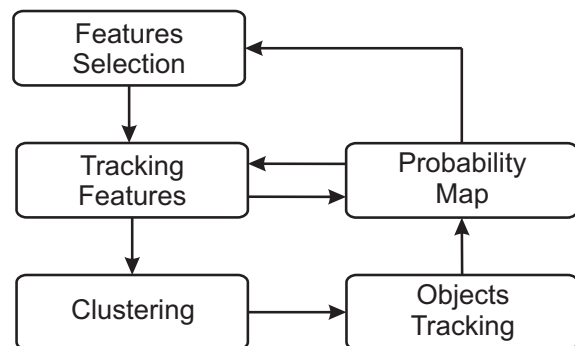 Features
Selection
Tracking
Features
Probability
Map
Clustering
Objects
Tracking